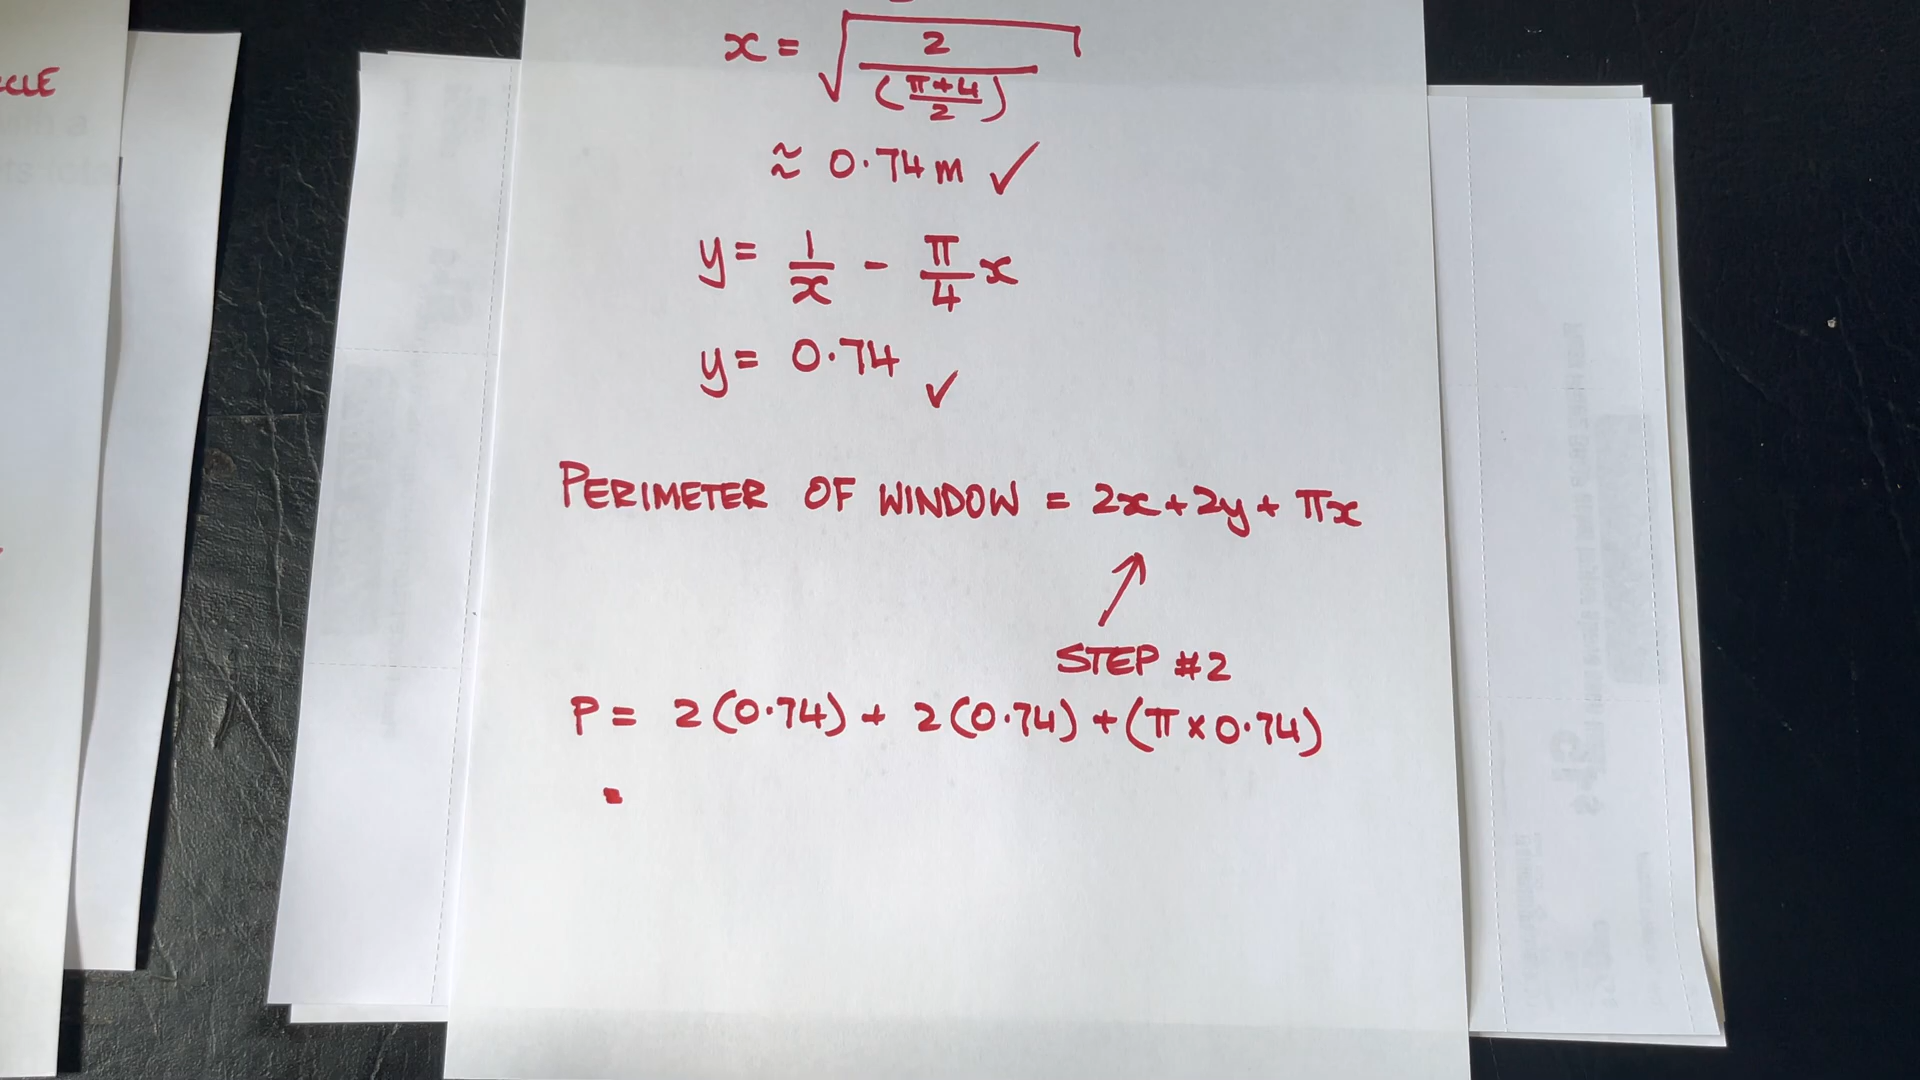 CLE
x = √(2/((π+4)/2))
≈ 0.74 m ✓
y = 1/x - π/4 x
y = 0.74 ✓
PERIMETER OF WINDOW = 2x + 2y + πx
STEP #2
P = 2(0.74) + 2(0.74) + (π × 0.74)